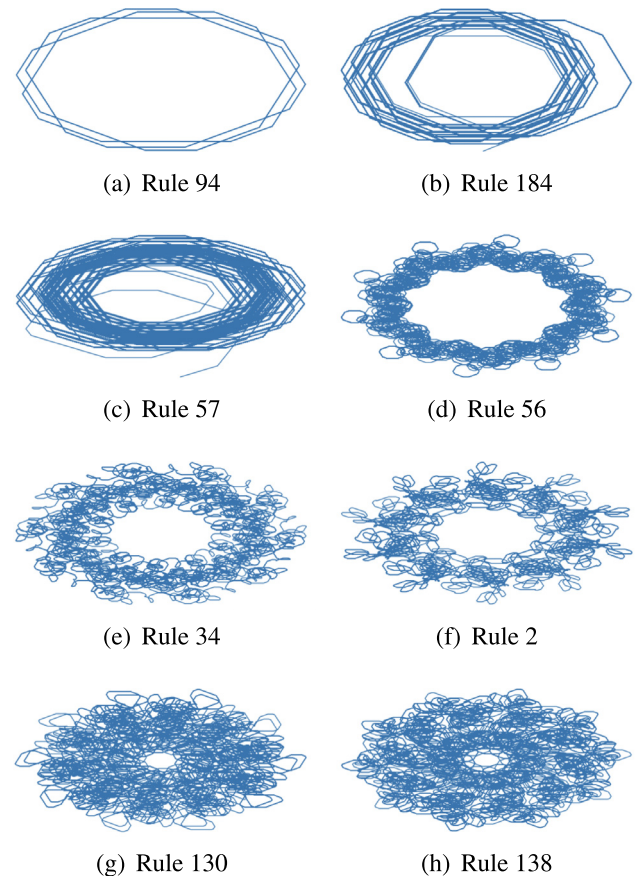 (a) Rule 94
(b) Rule 184
(c) Rule 57
(d) Rule 56
(e) Rule 34
(f) Rule 2
(g) Rule 130
(h) Rule 138